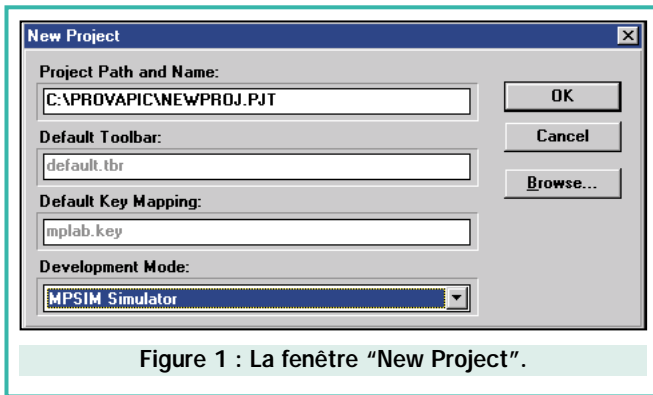 New Project
Project Path and Name:
C:\PROVAPIC\NEWPROJ.PJT
OK
Default Toolbar:
Cancel
default.tbr
Browse...
Default Key Mapping:
mplab.key
Development Mode:
MPSIM Simulator
Figure 1 : La fenêtre “New Project”.